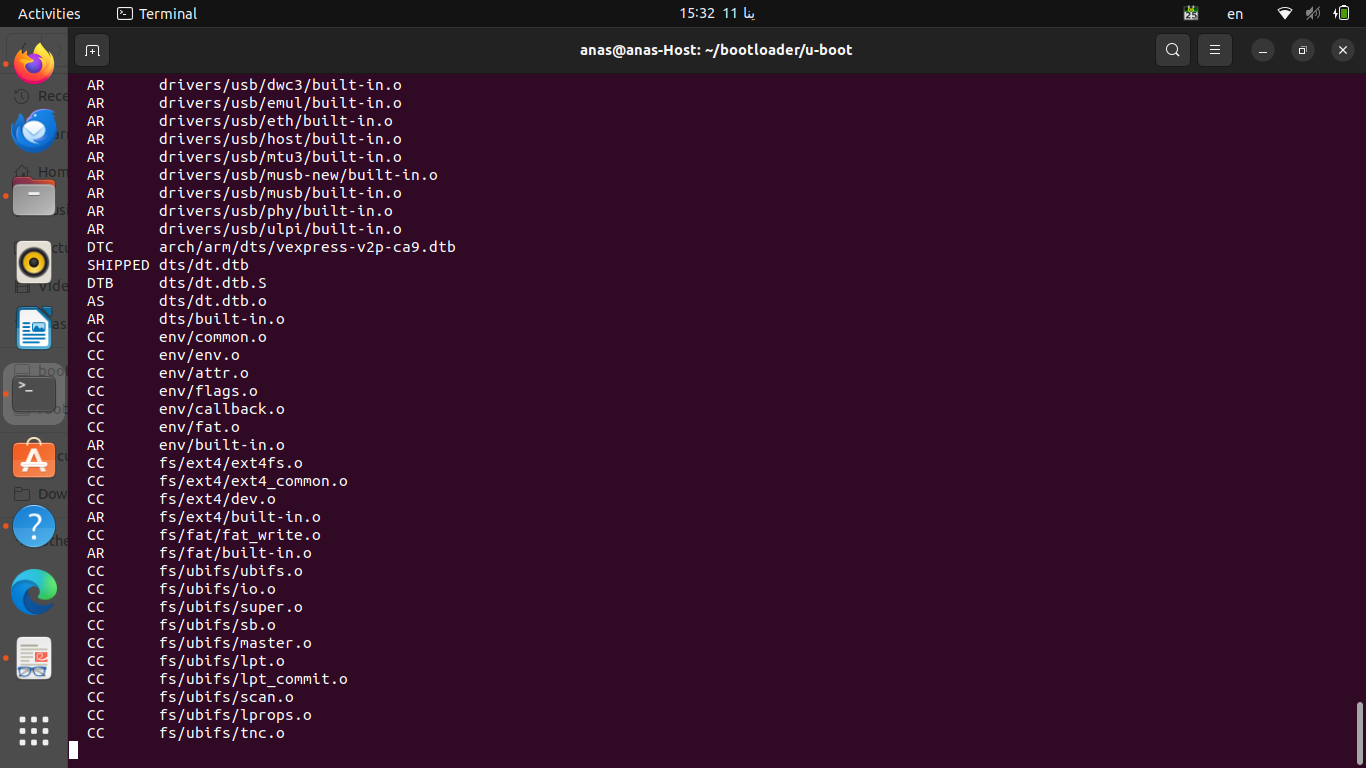 Activities
Terminal
15:32 11 ينا
25
en
anas@anas-Host: ~/bootloader/u-boot
AR drivers/usb/dwc3/built-in.o
AR drivers/usb/emul/built-in.o
AR drivers/usb/eth/built-in.o
AR drivers/usb/host/built-in.o
AR drivers/usb/mtu3/built-in.o
AR drivers/usb/musb-new/built-in.o
AR drivers/usb/musb/built-in.o
AR drivers/usb/phy/built-in.o
AR drivers/usb/ulpi/built-in.o
DTC arch/arm/dts/vexpress-v2p-ca9.dtb
SHIPPED dts/dt.dtb
DTB dts/dt.dtb.S
AS dts/dt.dtb.o
AR dts/built-in.o
CC env/common.o
CC env/env.o
CC env/attr.o
CC env/flags.o
CC env/callback.o
CC env/fat.o
AR env/built-in.o
CC fs/ext4/ext4fs.o
CC fs/ext4/ext4_common.o
CC fs/ext4/dev.o
AR fs/ext4/built-in.o
CC fs/fat/fat_write.o
AR fs/fat/built-in.o
CC fs/ubifs/ubifs.o
CC fs/ubifs/io.o
CC fs/ubifs/super.o
CC fs/ubifs/sb.o
CC fs/ubifs/master.o
CC fs/ubifs/lpt.o
CC fs/ubifs/lpt_commit.o
CC fs/ubifs/scan.o
CC fs/ubifs/lprops.o
CC fs/ubifs/tnc.o